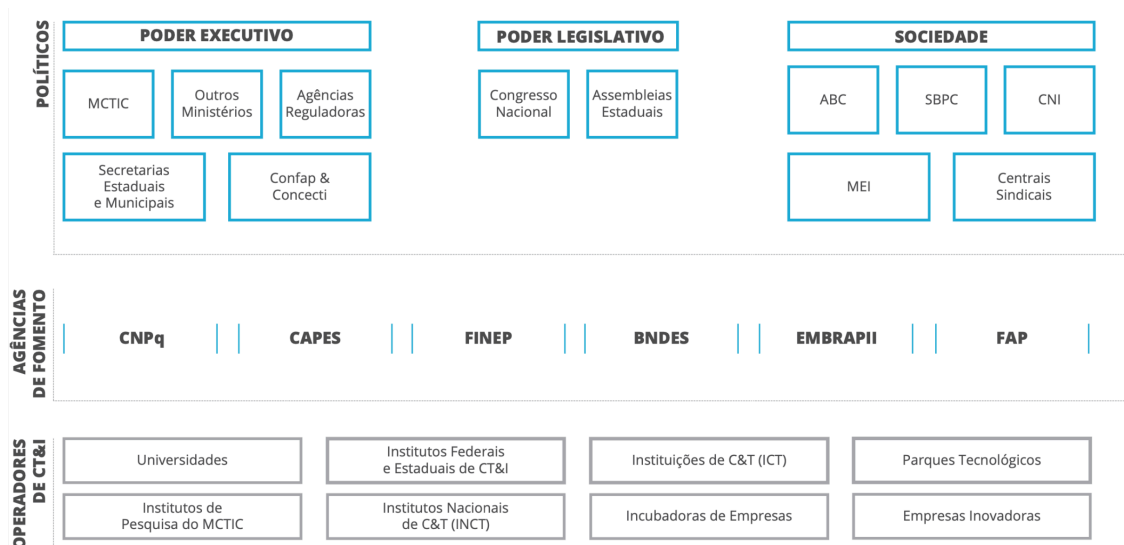 POLÍTICOS
PODER EXECUTIVO
PODER LEGISLATIVO
SOCIEDADE
MCTIC
Outros
Ministérios
Agências
Reguladoras
Congresso
Nacional
Assembleias
Estaduais
ABC
SBPC
CNI
Secretarias
Estaduais
e Municipais
Confap &
Concecti
MEI
Centrais
Sindicais
AGÊNCIAS
DE FOMENTO
CNPq
CAPES
FINEP
BNDES
EMBRAPII
FAP
OPERADORES
DE CT&I
Universidades
Institutos Federais
e Estaduais de CT&I
Instituições de C&T (ICT)
Parques Tecnológicos
Institutos de
Pesquisa do MCTIC
Institutos Nacionais
de C&T (INCT)
Incubadoras de Empresas
Empresas Inovadoras